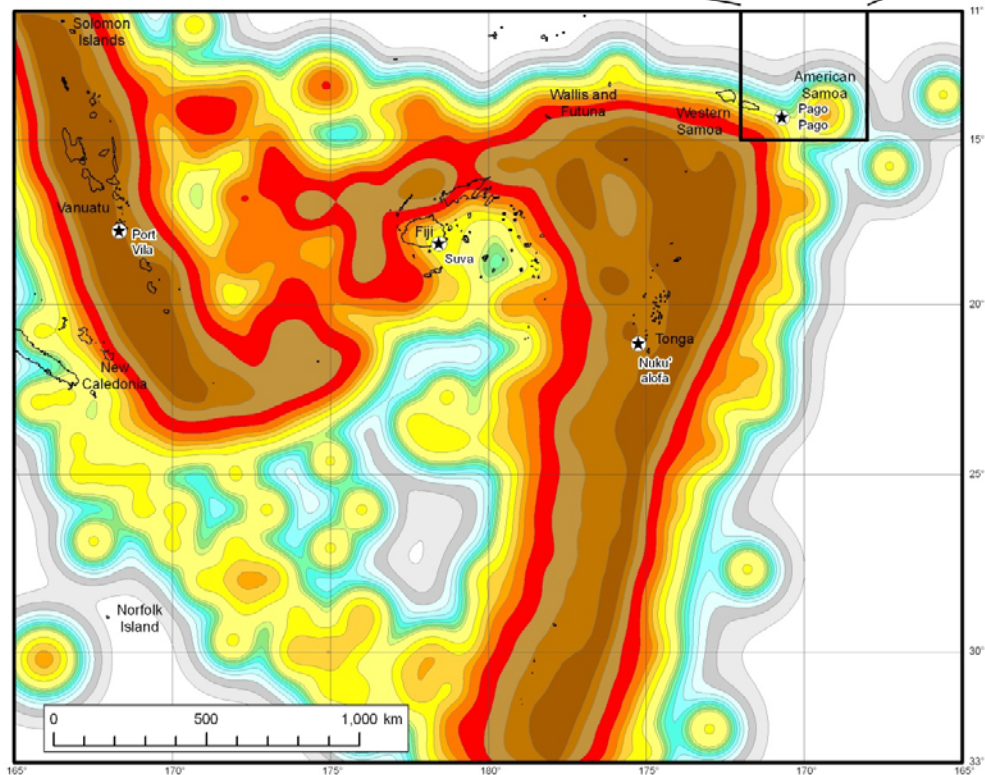 11°
Solomon
Islands
American
Samoa
Wallis and
Futuna
Western
Samoa
Pago
Pago
15°
Vanuatu
Port
Vila
Fiji
Suva
20°
Tonga
Nuku'
alofa
New
Caledonia
25°
Norfolk
Island
30°
0 500 1,000 km
33°
165° 170° 175° 180° 175° 170° 165°